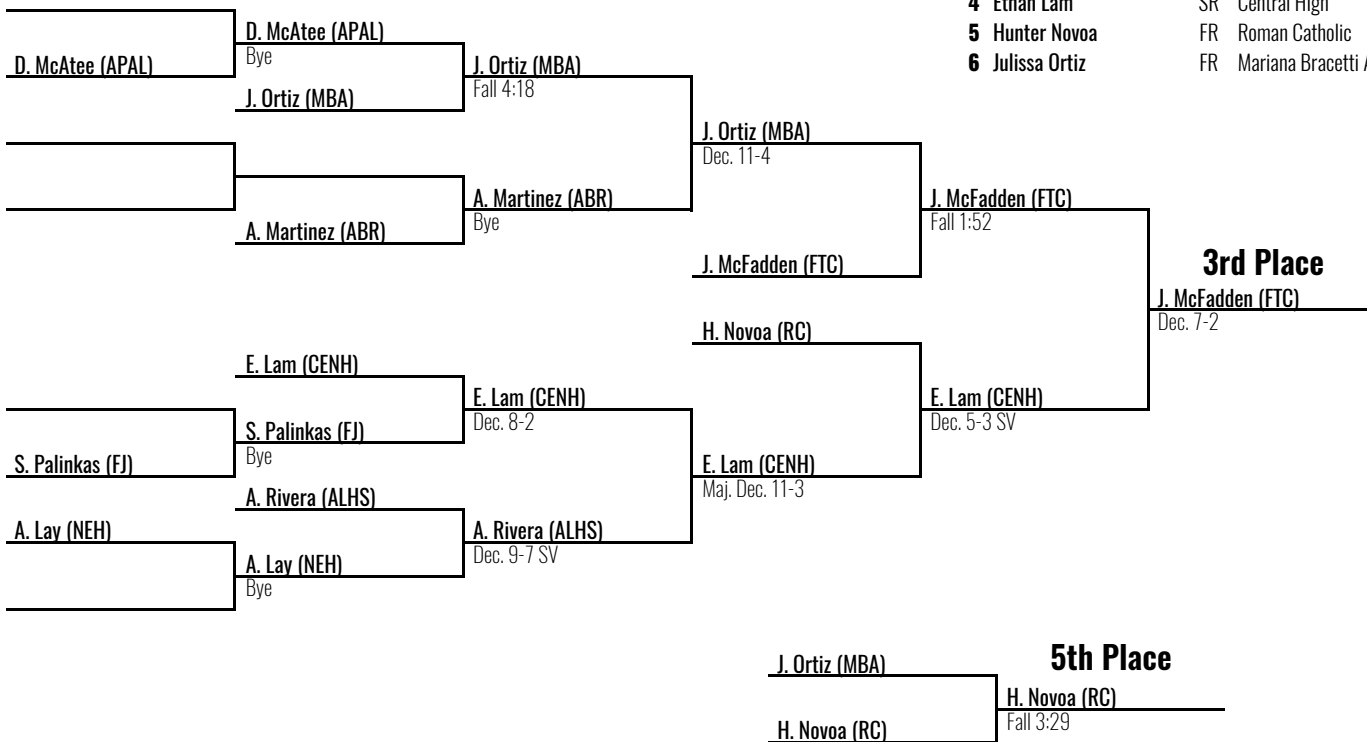 4 Ethan Lam SR Central High
5 Hunter Novoa FR Roman Catholic
6 Julissa Ortiz FR Mariana Bracetti
D. McAtee (APAL)
Bye
D. McAtee (APAL)
J. Ortiz (MBA)
Fall 4:18
J. Ortiz (MBA)
J. Ortiz (MBA)
Dec. 11-4
A. Martinez (ABR)
Bye
A. Martinez (ABR)
J. McFadden (FTC)
Fall 1:52
J. McFadden (FTC)
3rd Place
J. McFadden (FTC)
Dec. 7-2
H. Novoa (RC)
E. Lam (CENH)
E. Lam (CENH)
Dec. 8-2
E. Lam (CENH)
Dec. 5-3 SV
S. Palinkas (FJ)
Bye
S. Palinkas (FJ)
E. Lam (CENH)
Maj. Dec. 11-3
A. Rivera (ALHS)
A. Lay (NEH)
A. Rivera (ALHS)
Dec. 9-7 SV
A. Lay (NEH)
Bye
5th Place
J. Ortiz (MBA)
H. Novoa (RC)
Fall 3:29
H. Novoa (RC)